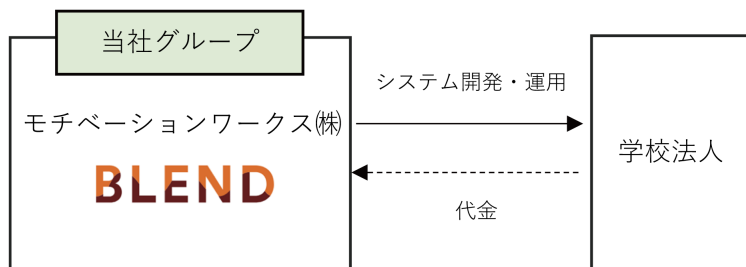 当社グループ
モチベーションワークス㈱
BLEND
システム開発・運用
代金
学校法人